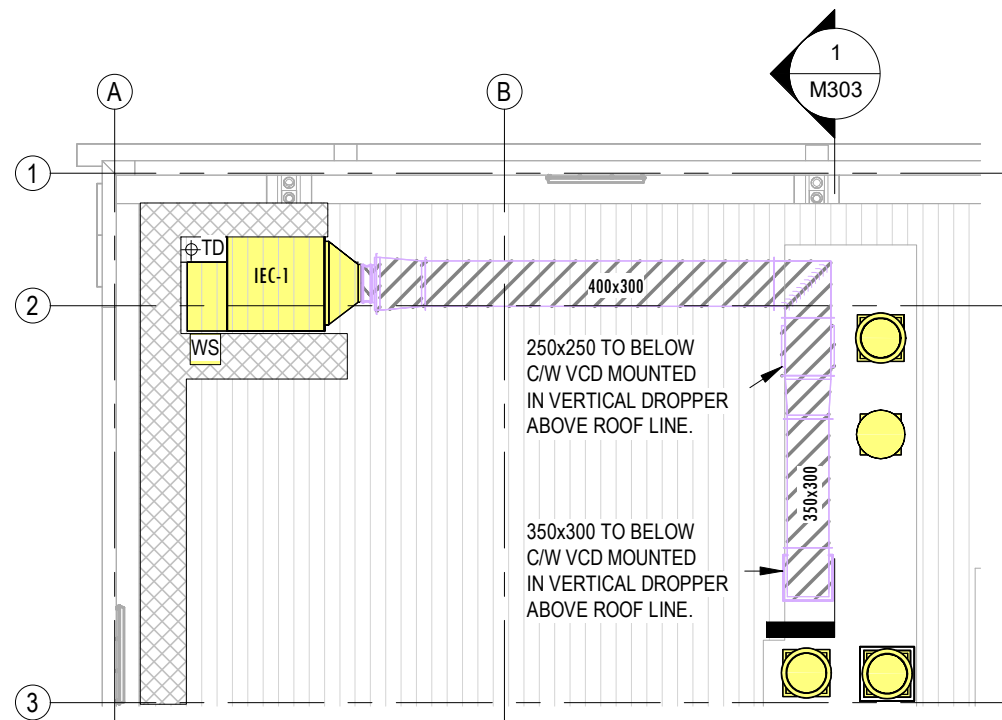 1
M303
A
B
1
TD
IEC-1
400x300
2
WS
250x250 TO BELOW
C/W VCD MOUNTED
IN VERTICAL DROPPER
ABOVE ROOF LINE.
350x300
350x300 TO BELOW
C/W VCD MOUNTED
IN VERTICAL DROPPER
ABOVE ROOF LINE.
3